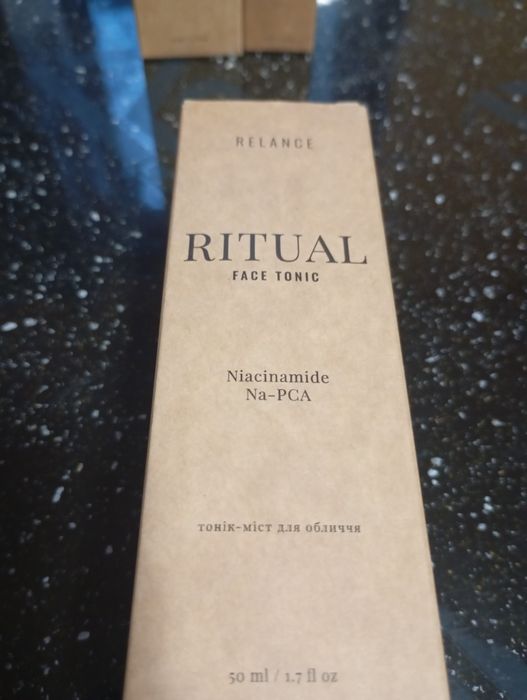 RELANCE
RITUAL
FACE TONIC
Niacinamide
Na-PCA
тонік-міст для обличчя
50 ml / 1.7 fl oz